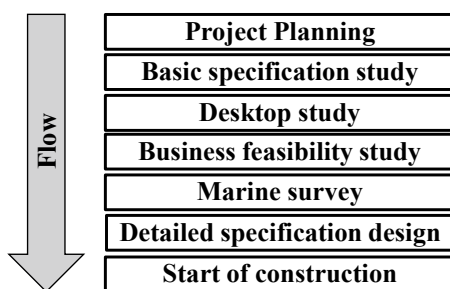 Flow
Project Planning
Basic specification study
Desktop study
Business feasibility study
Marine survey
Detailed specification design
Start of construction